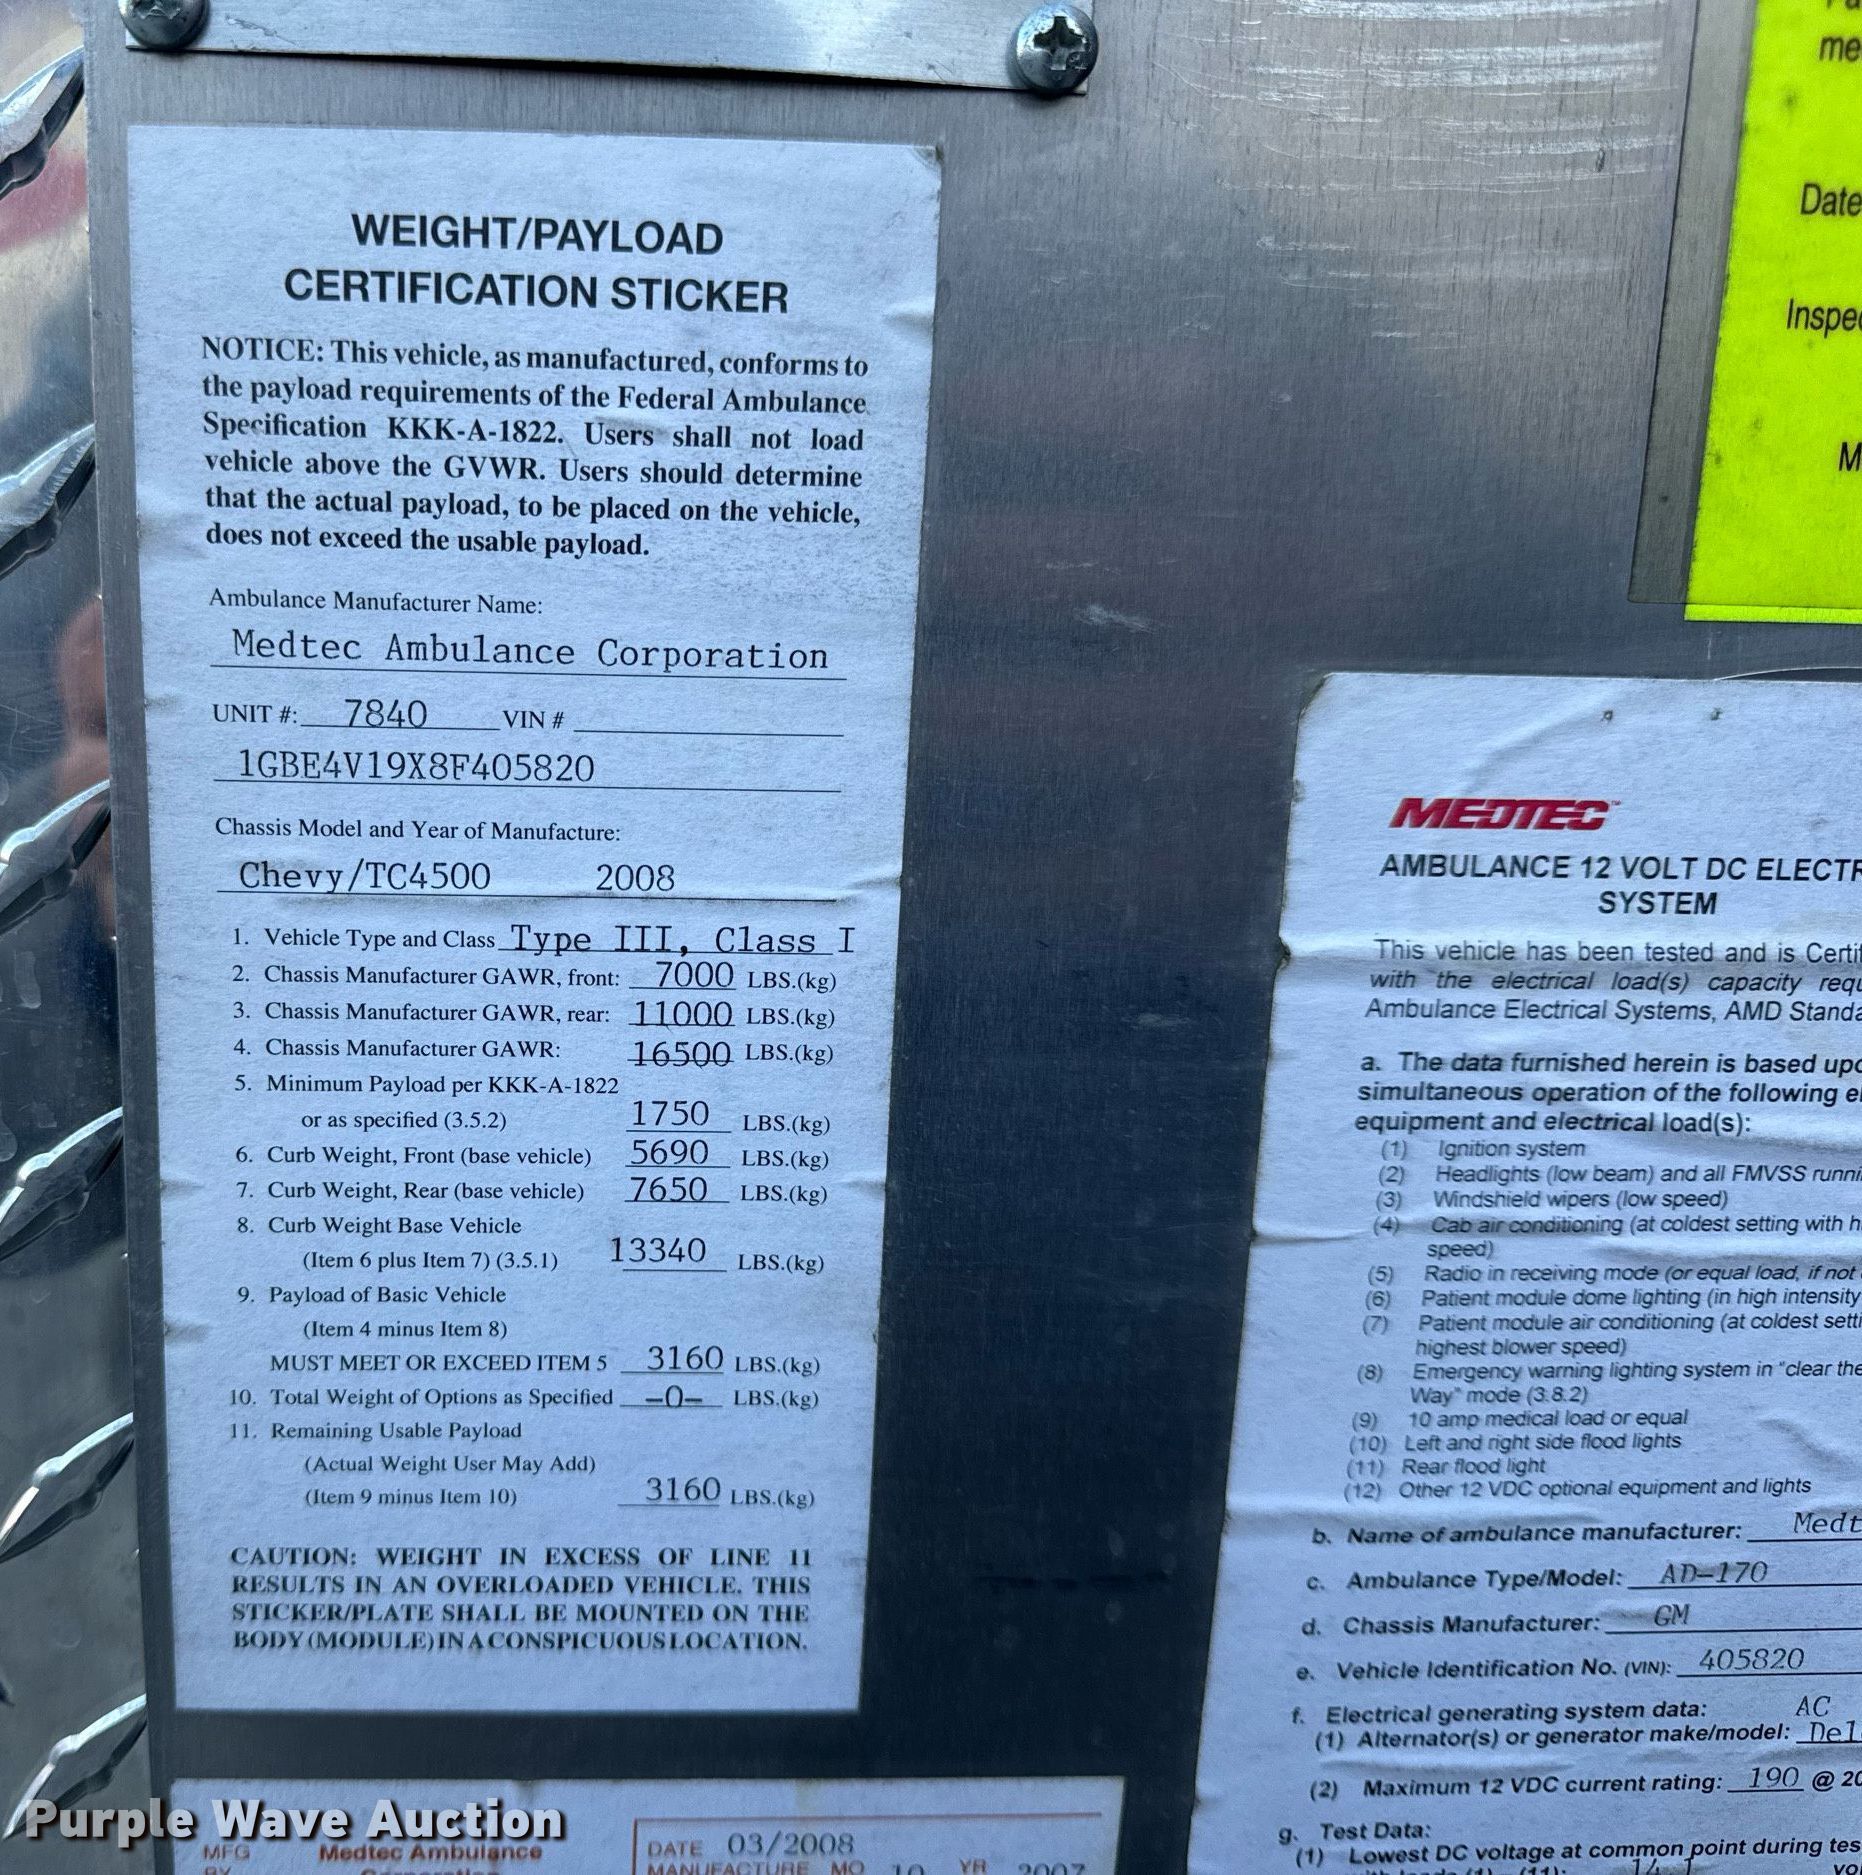 WEIGHT/PAYLOAD
CERTIFICATION STICKER
NOTICE: This vehicle, as manufactured, conforms to
the payload requirements of the Federal Ambulance
Specification KKK-A-1822. Users shall not load
vehicle above the GVWR. Users should determine
that the actual payload, to be placed on the vehicle,
does not exceed the usable payload.
Ambulance Manufacturer Name:
Medtec Ambulance Corporation
UNIT #: 7840 VIN #
1GBE4V19X8F405820
Chassis Model and Year of Manufacture:
Chevy/TC4500 2008
1. Vehicle Type and Class Type III, Class I
2. Chassis Manufacturer GAWR, front: 7000 LBS.(kg)
3. Chassis Manufacturer GAWR, rear: 11000 LBS.(kg)
4. Chassis Manufacturer GAWR: 16500 LBS.(kg)
5. Minimum Payload per KKK-A-1822
or as specified (3.5.2) 1750 LBS.(kg)
6. Curb Weight, Front (base vehicle) 5690 LBS.(kg)
7. Curb Weight, Rear (base vehicle) 7650 LBS.(kg)
8. Curb Weight Base Vehicle
(Item 6 plus Item 7) (3.5.1) 13340 LBS.(kg)
9. Payload of Basic Vehicle
(Item 4 minus Item 8)
MUST MEET OR EXCEED ITEM 5 3160 LBS.(kg)
10. Total Weight of Options as Specified -0- LBS.(kg)
11. Remaining Usable Payload
(Actual Weight User May Add)
(Item 9 minus Item 10) 3160 LBS.(kg)
CAUTION: WEIGHT IN EXCESS OF LINE 11
RESULTS IN AN OVERLOADED VEHICLE. THIS
STICKER/PLATE SHALL BE MOUNTED ON THE
BODY (MODULE) IN A CONSPICUOUS LOCATION.
MFG Medtec Ambulance
BY Corporation
DATE 03/2008
MANUFACTURE MO 10 YR 2007
me
Date
Inspe
M
MEDTEC™
AMBULANCE 12 VOLT DC ELECTR
SYSTEM
This vehicle has been tested and is Certif
with the electrical load(s) capacity requ
Ambulance Electrical Systems, AMD Standa
a. The data furnished herein is based upo
simultaneous operation of the following el
equipment and electrical load(s):
(1) Ignition system
(2) Headlights (low beam) and all FMVSS runni
(3) Windshield wipers (low speed)
(4) Cab air conditioning (at coldest setting with h
speed)
(5) Radio in receiving mode (or equal load, if not
(6) Patient module dome lighting (in high intensity
(7) Patient module air conditioning (at coldest setti
highest blower speed)
(8) Emergency warning lighting system in "clear the
Way" mode (3.8.2)
(9) 10 amp medical load or equal
(10) Left and right side flood lights
(11) Rear flood light
(12) Other 12 VDC optional equipment and lights
b. Name of ambulance manufacturer: Medt
c. Ambulance Type/Model: AD-170
d. Chassis Manufacturer: GM
e. Vehicle Identification No. (VIN): 405820
f. Electrical generating system data: AC
(1) Alternator(s) or generator make/model: Del
(2) Maximum 12 VDC current rating: 190 @ 20
g. Test Data:
(1) Lowest DC voltage at common point during tes
Purple Wave Auction